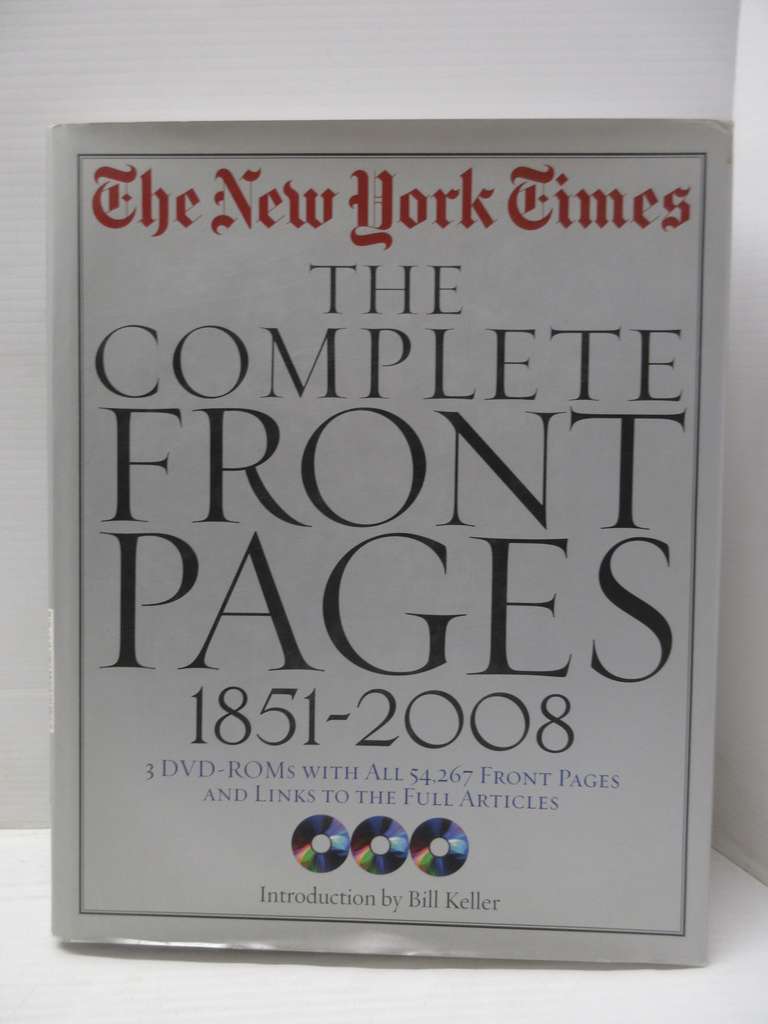 The New York Times
THE
COMPLETE
FRONT
PAGES
1851-2008
3 DVD-ROMS WITH ALL 54,267 FRONT PAGES
AND LINKS TO THE FULL ARTICLES
Introduction by Bill Keller